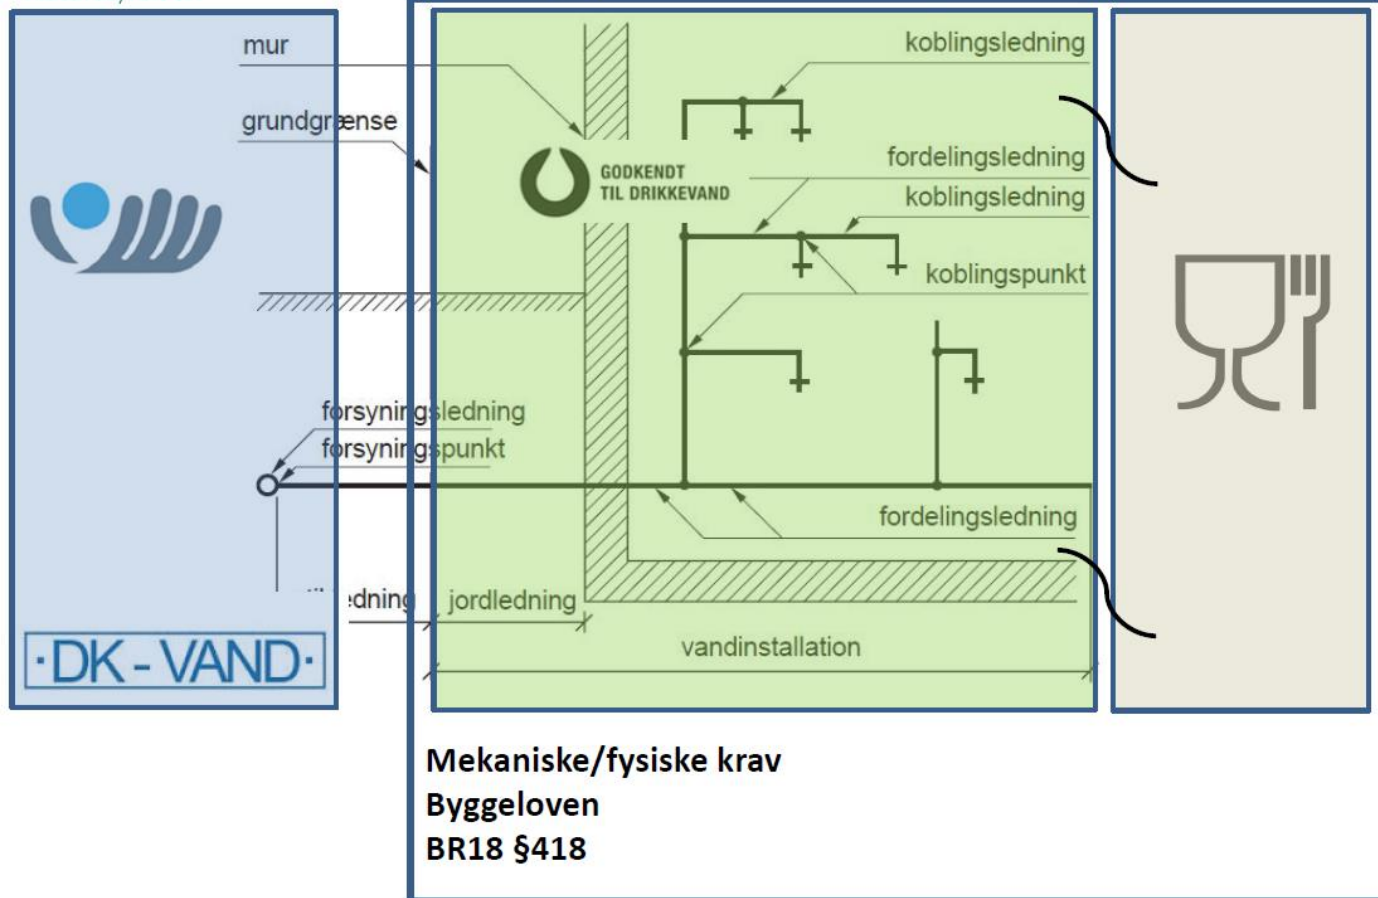 mur
grundgrænse
koblingsledning
GODKENDT
TIL DRIKKEVAND
fordelingsledning
koblingsledning
koblingspunkt
forsyningsledning
forsyningspunkt
fordelingsledning
jordledning
vandinstallation
·DK-VAND·
Mekaniske/fysiske krav
Byggeloven
BR18 §418